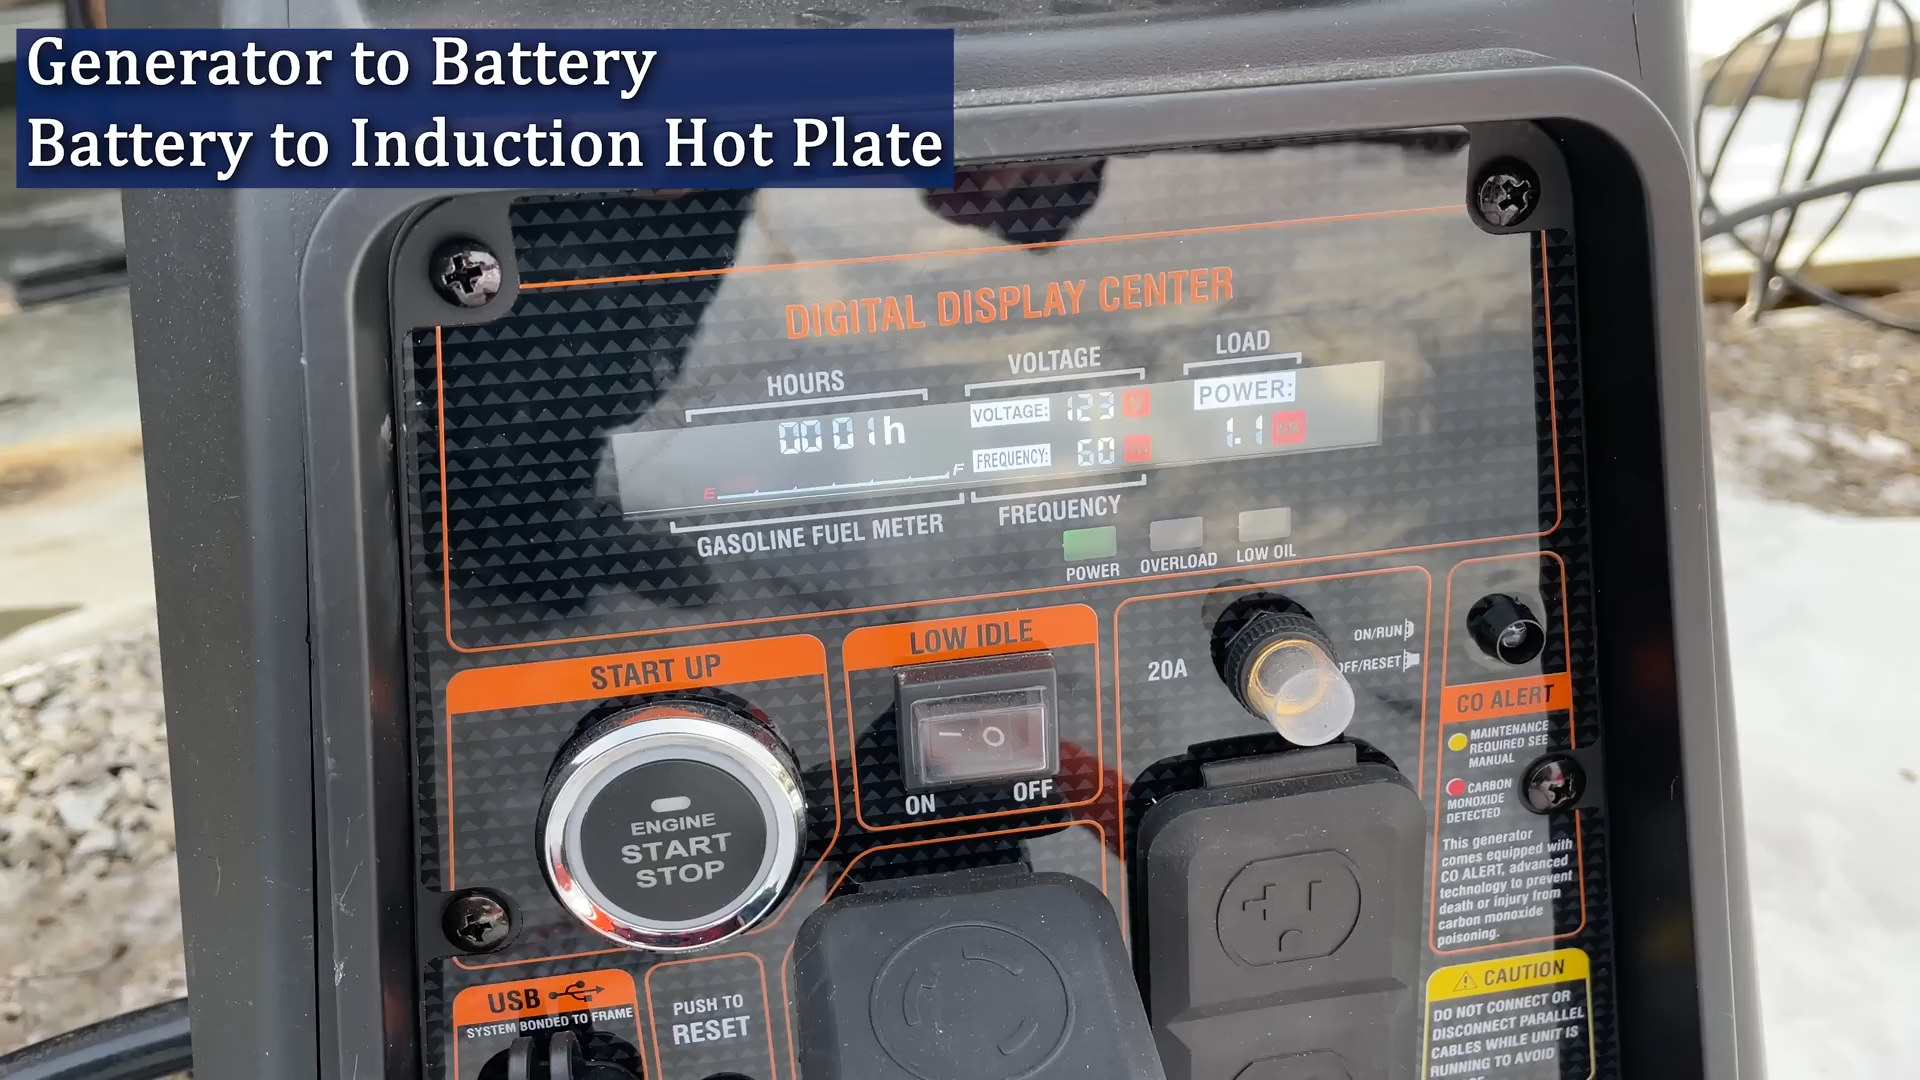 Generator to Battery
Battery to Induction Hot Plate
DIGITAL DISPLAY CENTER
HOURS
VOLTAGE
LOAD
0001h
VOLTAGE: 123 V
POWER:
1.1
E
F
FREQUENCY: 60
GASOLINE FUEL METER
FREQUENCY
POWER
OVERLOAD
LOW OIL
START UP
LOW IDLE
ON
OFF
ENGINE
START
STOP
20A
ON/RUN
OFF/RESET
CO ALERT
MAINTENANCE
REQUIRED SEE
MANUAL
CARBON
MONOXIDE
DETECTED
This generator
comes equipped with
CO ALERT, advanced
technology to prevent
death or injury from
carbon monoxide
poisoning.
USB
SYSTEM BONDED TO FRAME
PUSH TO
RESET
CAUTION
DO NOT CONNECT OR
DISCONNECT PARALLEL
CABLES WHILE UNIT IS
RUNNING TO AVOID